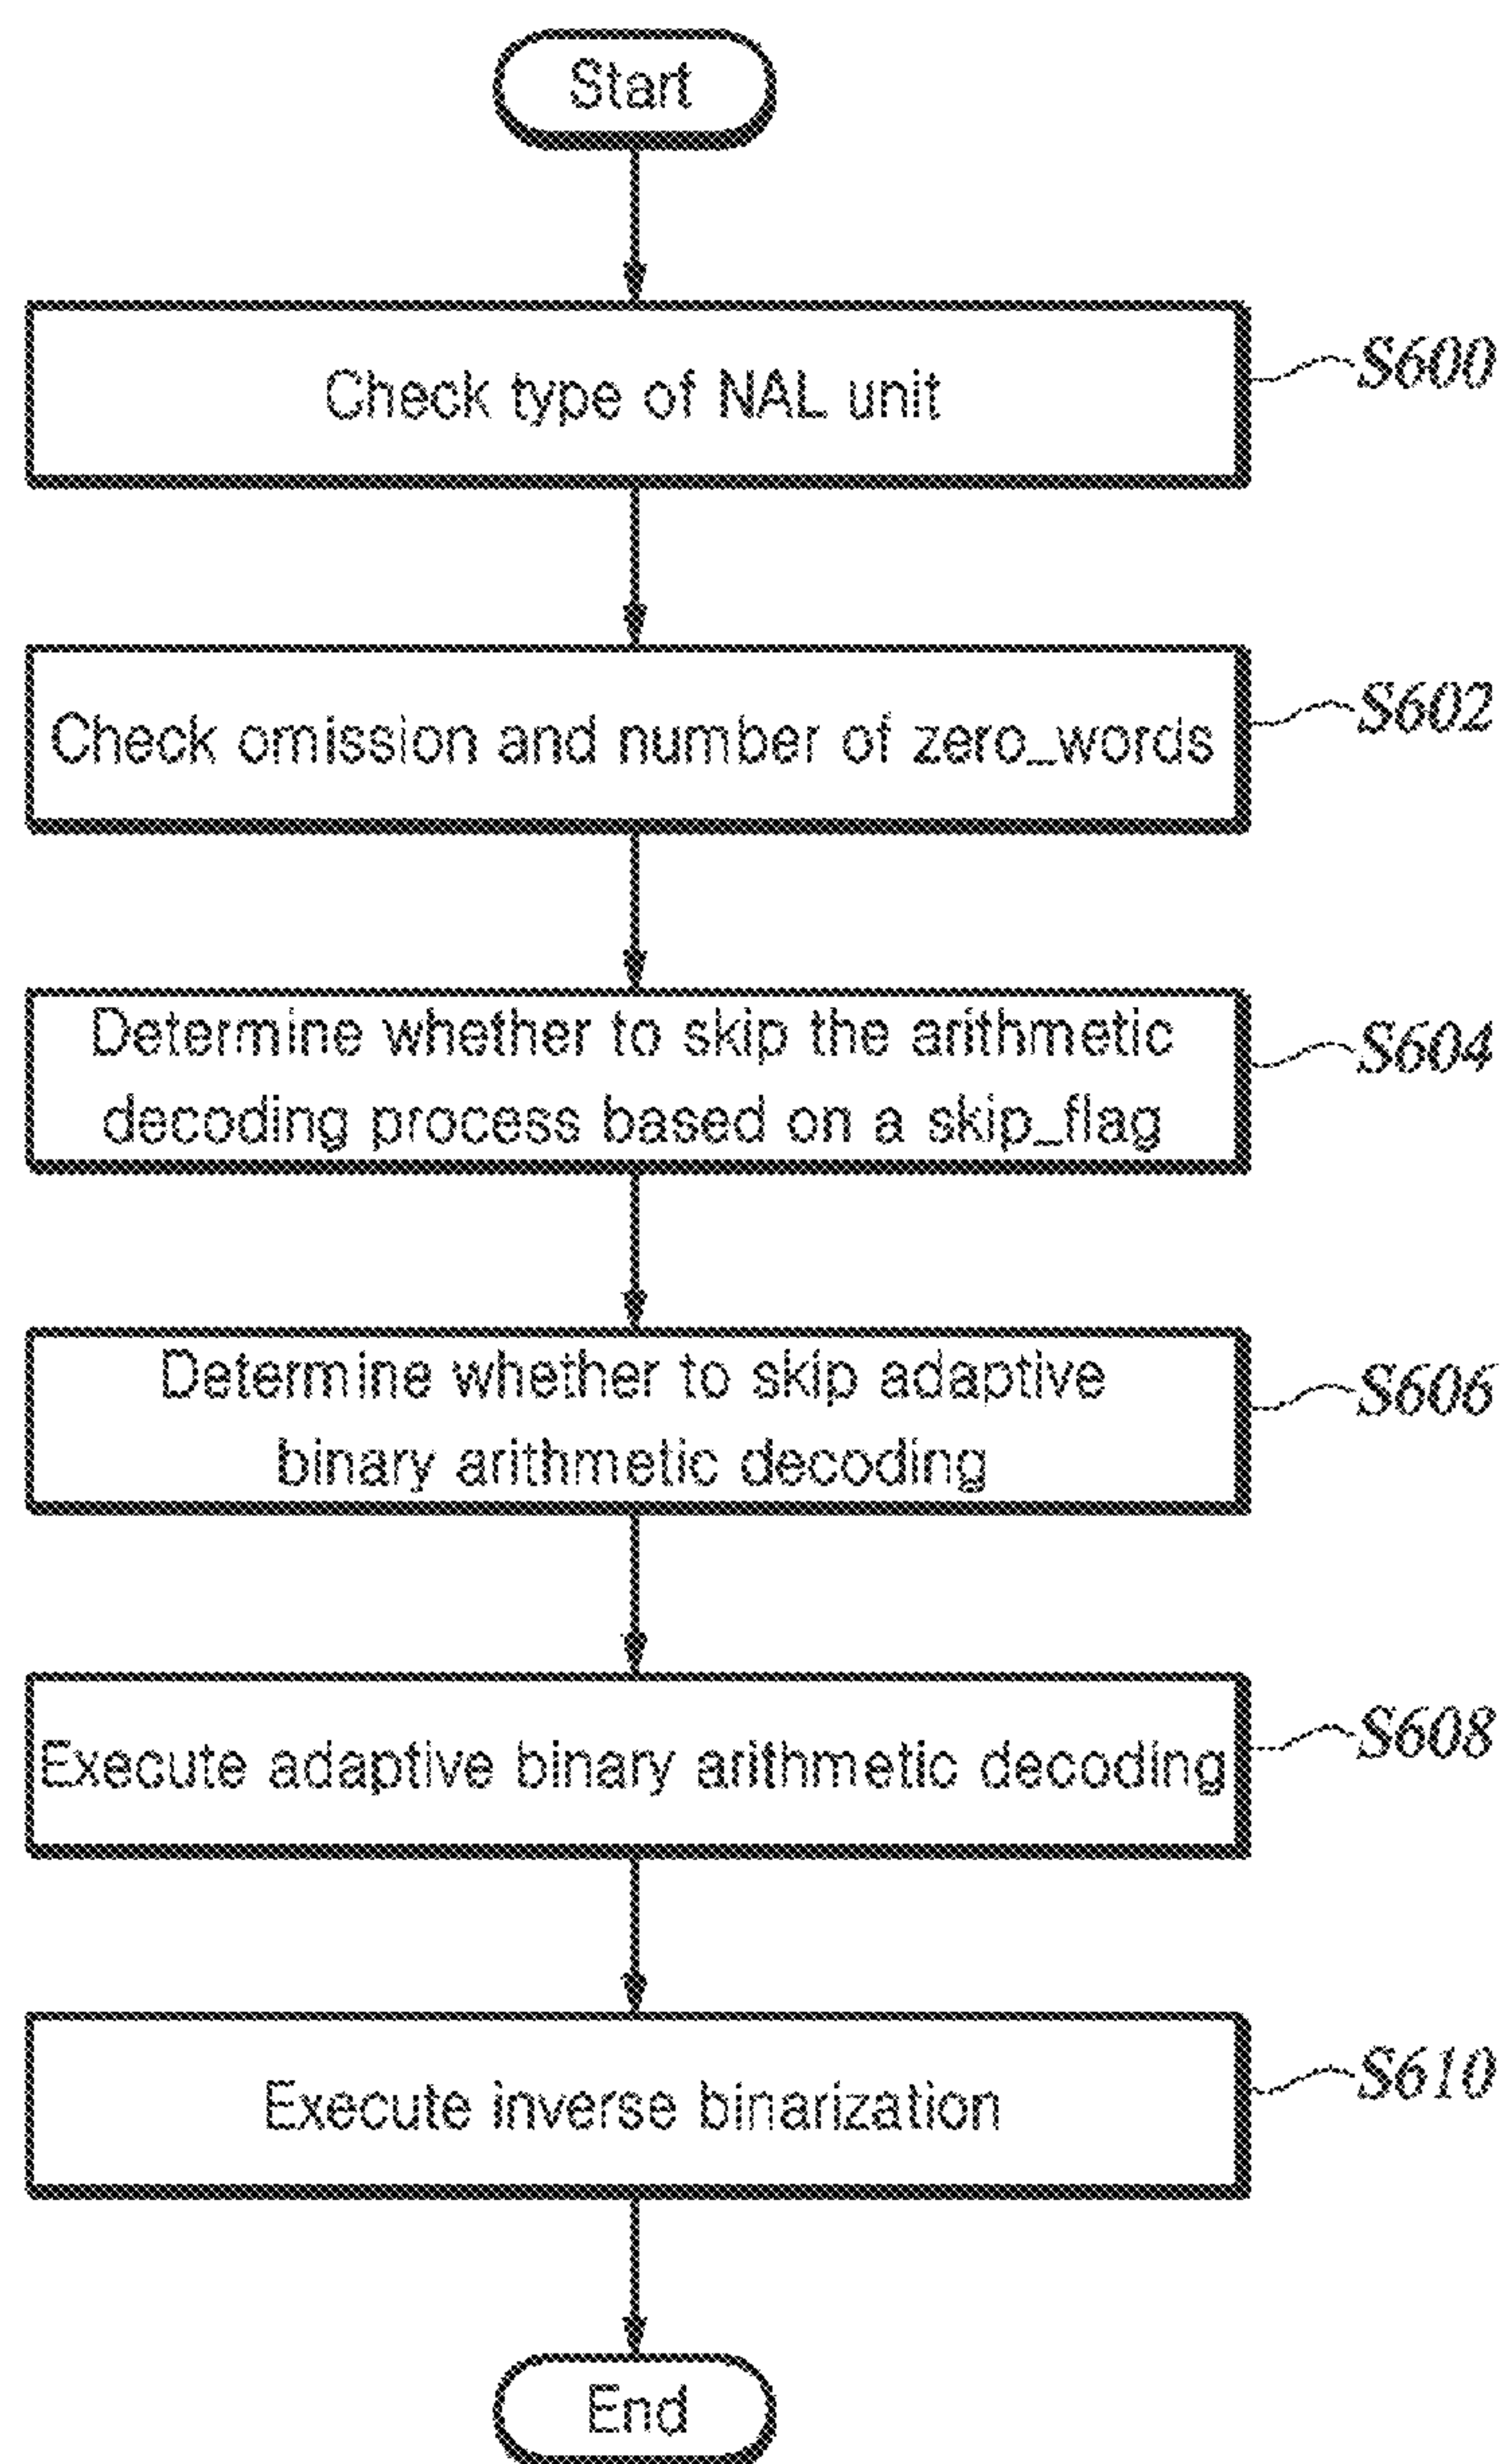 Start
Check type of NAL unit
S600
Check omission and number of zero_words
S602
Determine whether to skip the arithmetic
decoding process based on a skip_flag
S604
Determine whether to skip adaptive
binary arithmetic decoding
S606
Execute adaptive binary arithmetic decoding
S608
Execute inverse binarization
S610
End